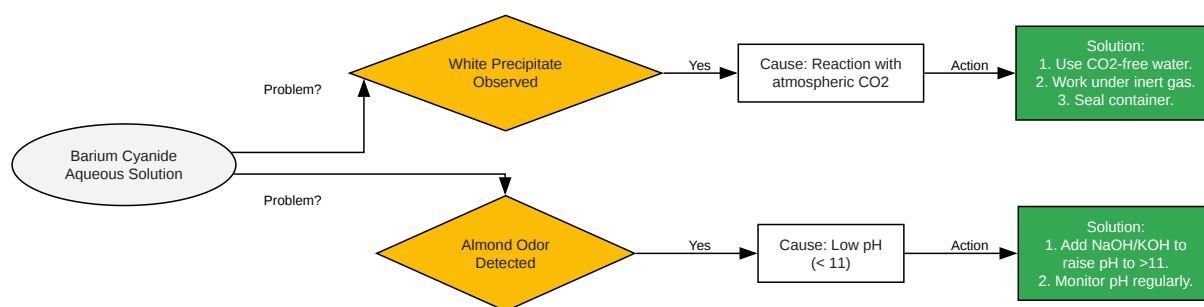 Barium Cyanide
Aqueous Solution
Problem?
White Precipitate
Observed
Yes
Cause: Reaction with
atmospheric CO2
Action
Solution:
1. Use CO2-free water.
2. Work under inert gas.
3. Seal container.
Problem?
Almond Odor
Detected
Yes
Cause: Low pH
(< 11)
Action
Solution:
1. Add NaOH/KOH to
raise pH to >11.
2. Monitor pH regularly.